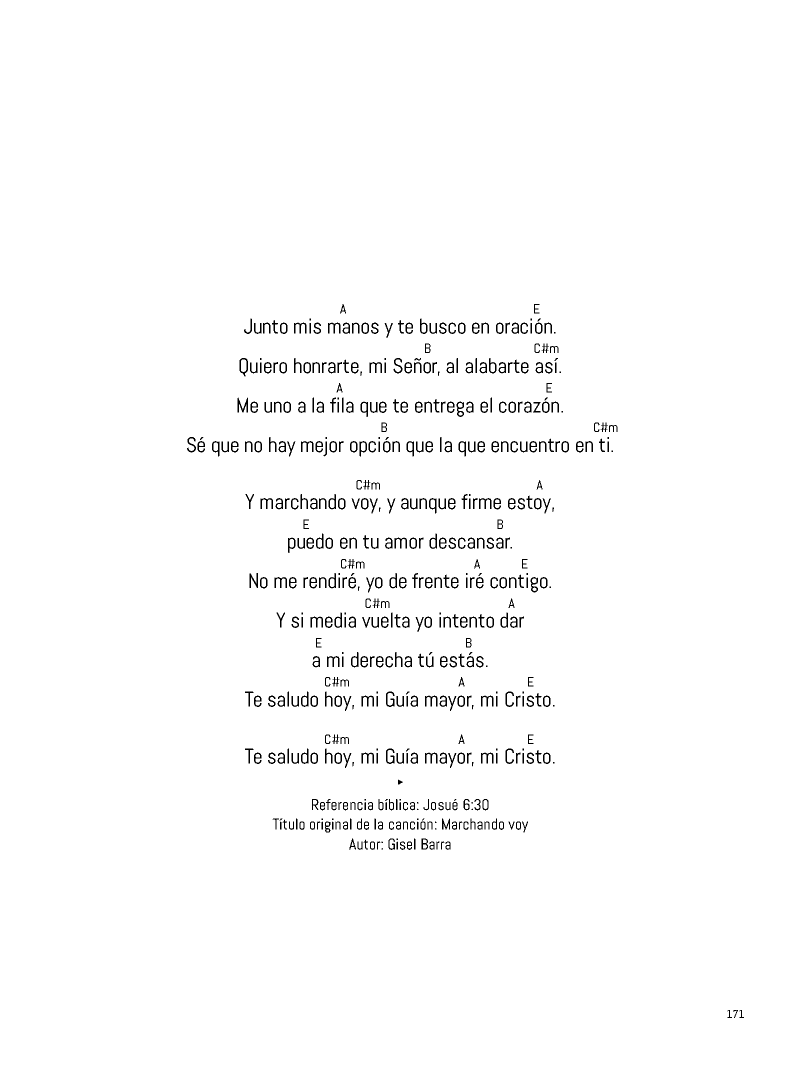 A E
Junto mis manos y te busco en oración.
B C#m
Quiero honrarte, mi Señor, al alabarte así.
A E
Me uno a la fila que te entrega el corazón.
B C#m
Sé que no hay mejor opción que la que encuentro en ti.
C#m A
Y marchando voy, y aunque firme estoy,
E B
puedo en tu amor descansar.
C#m A E
No me rendiré, yo de frente iré contigo.
C#m A
Y si media vuelta yo intento dar
E B
a mi derecha tú estás.
C#m A E
Te saludo hoy, mi Guía mayor, mi Cristo.
C#m A E
Te saludo hoy, mi Guía mayor, mi Cristo.
Referencia bíblica: Josué 6:30
Título original de la canción: Marchando voy
Autor: Gisel Barra
171